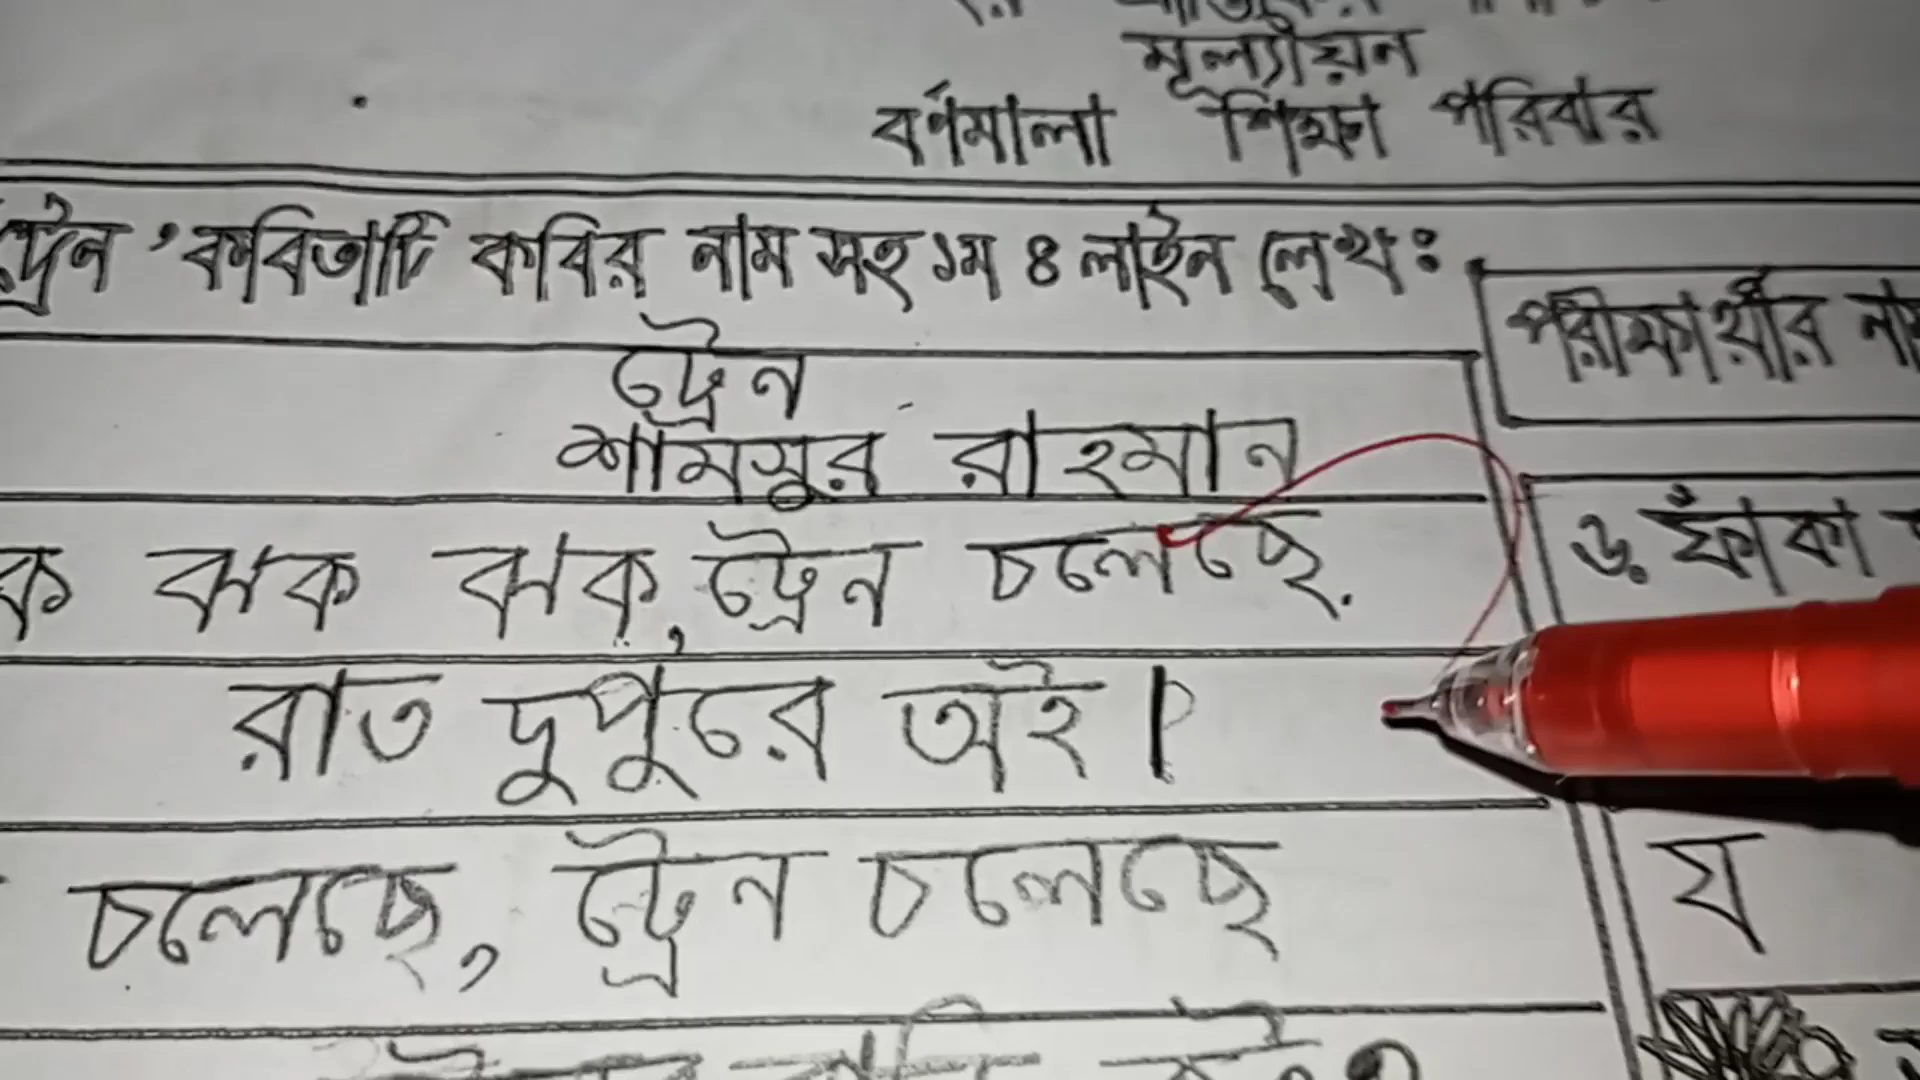 মূল্যায়ন
বর্ণমালা শিক্ষা পরিবার
ট্রেন 'কবিতাটি কবির নাম সহ ১ম ৪ লাইন লেখ:
ট্রেন
শামসুর রাহমান
ঝক ঝক, ট্রেন চলেছে.
রাত দুপুরে অই।
চলেছে, ট্রেন চলেছে
পরীক্ষার্থীর নাম
৬. ফাঁকা
ঘ